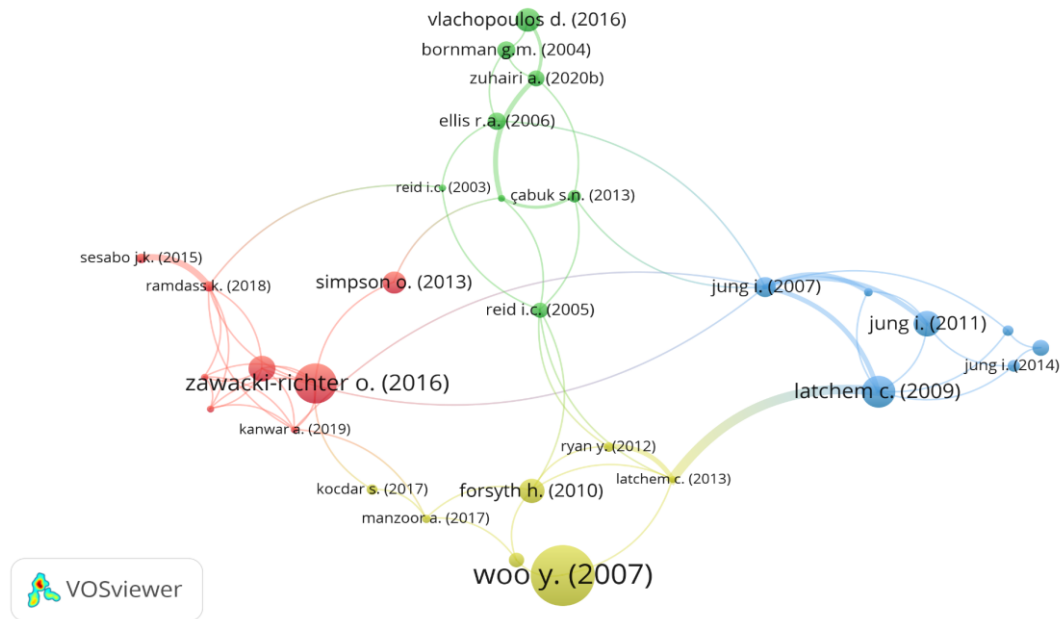 vlachopoulos d. (2016)
bornman g.m. (2004)
zuhairi a. (2020b)
ellis r.a. (2006)
reid i.c. (2003)
çabuk s.n. (2013)
sesabo j.k. (2015)
ramdass k. (2018)
simpson o. (2013)
jung i. (2007)
reid i.c. (2005)
jung i. (2011)
jung i. (2014)
zawacki-richter o. (2016)
latchem c. (2009)
kanwar a. (2019)
ryan y. (2012)
latchem c. (2013)
kocdar s. (2017)
forsyth h. (2010)
manzoor a. (2017)
woo y. (2007)
VOSviewer